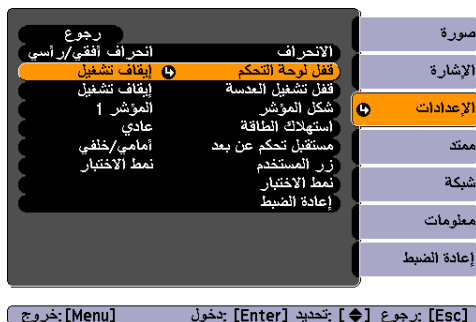 رجوع
الانحراف انحراف أفقي/رأسي
قفل لوحة التحكم إيقاف تشغيل
قفل تشغيل العدسة إيقاف تشغيل
شكل المؤشر المؤشر 1
استهلاك الطاقة عادي
مستقبل تحكم عن بعد أمامي/خلفي
زر المستخدم نمط الاختبار
نمط الاختبار
إعادة الضبط
صورة
الإشارة
الإعدادات
ممتد
شبكة
معلومات
إعادة الضبط
[Esc] :رجوع [◆] :تحديد [Enter] :دخول [Menu] :خروج